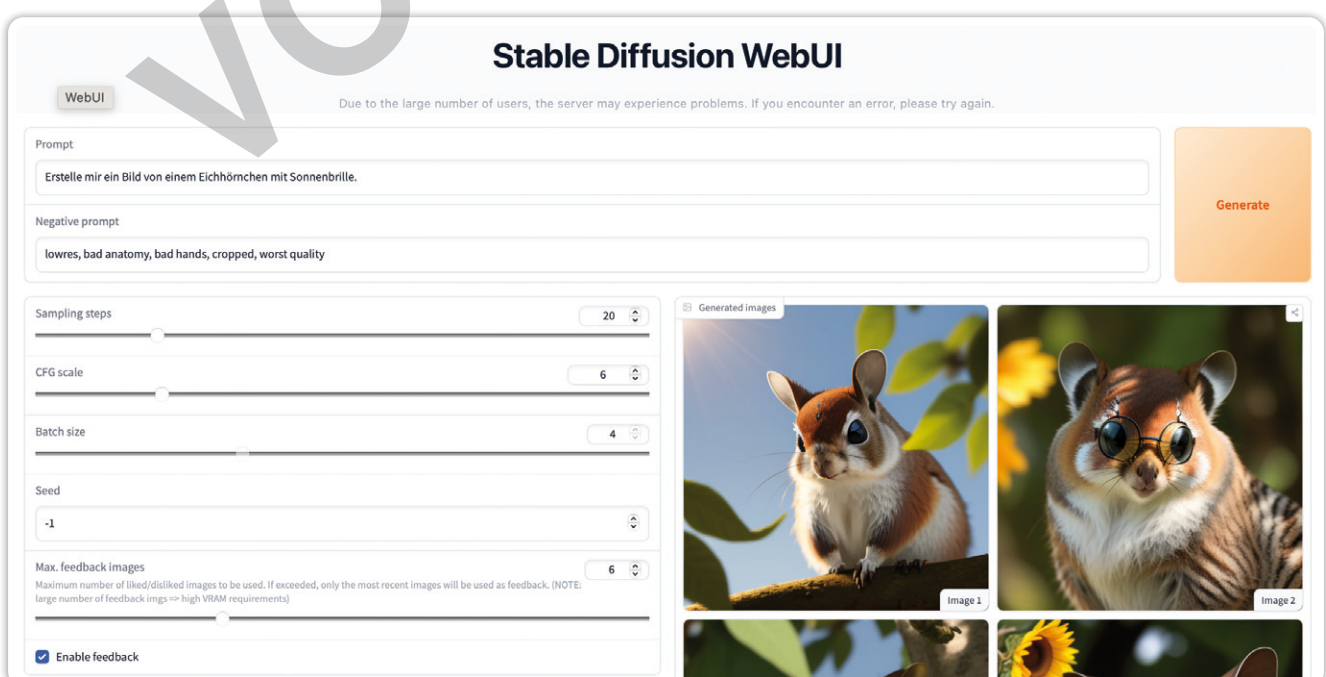 Stable Diffusion WebUI
WebUI
Due to the large number of users, the server may experience problems. If you encounter an error, please try again.
Prompt
Erstelle mir ein Bild von einem Eichhörnchen mit Sonnenbrille.
Generate
Negative prompt
lowres, bad anatomy, bad hands, cropped, worst quality
Sampling steps
20
CFG scale
6
Batch size
4
Seed
-1
Max. feedback images
6
Maximum number of liked/disliked images to be used. If exceeded, only the most recent images will be used as feedback. (NOTE:
large number of feedback imgs => high VRAM requirements)
Enable feedback
Generated images
Image 1
Image 2